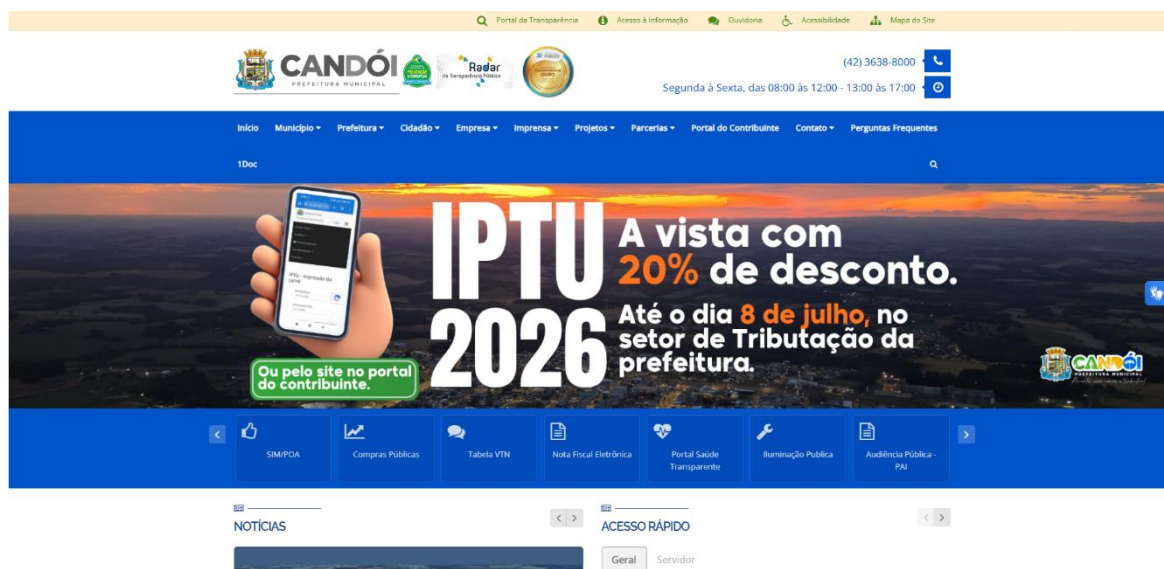 Portal da Transparência
Acesso à Informação
Ouvidoria
Acessibilidade
Mapa do Site
CANDÓI
PREFEITURA MUNICIPAL
Radar
da Transparência Pública
(42) 3638-8000
Segunda à Sexta, das 08:00 às 12:00 - 13:00 às 17:00
Início
Município
Prefeitura
Cidadão
Empresa
Imprensa
Projetos
Parcerias
Portal do Contribuinte
Contato
Perguntas Frequentes
1Doc
IPTU
2026
A vista com
20% de desconto.
Até o dia 8 de julho, no
setor de Tributação da
prefeitura.
IPTU - Impressão de
Ou pelo site no portal
do contribuinte.
CANDÓI
PREFEITURA MUNICIPAL
SIM/POA
Compras Públicas
Tabela VTN
Nota Fiscal Eletrônica
Portal Saúde
Transparente
Iluminação Publica
Audiência Pública -
PAI
NOTÍCIAS
ACESSO RÁPIDO
Geral
Servidor